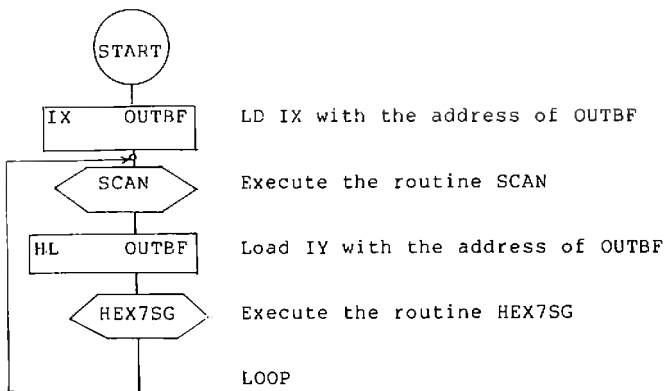 START
IX OUTBF LD IX with the address of OUTBF
SCAN Execute the routine SCAN
HL OUTBF Load IY with the address of OUTBF
HEX7SG Execute the routine HEX7SG
LOOP